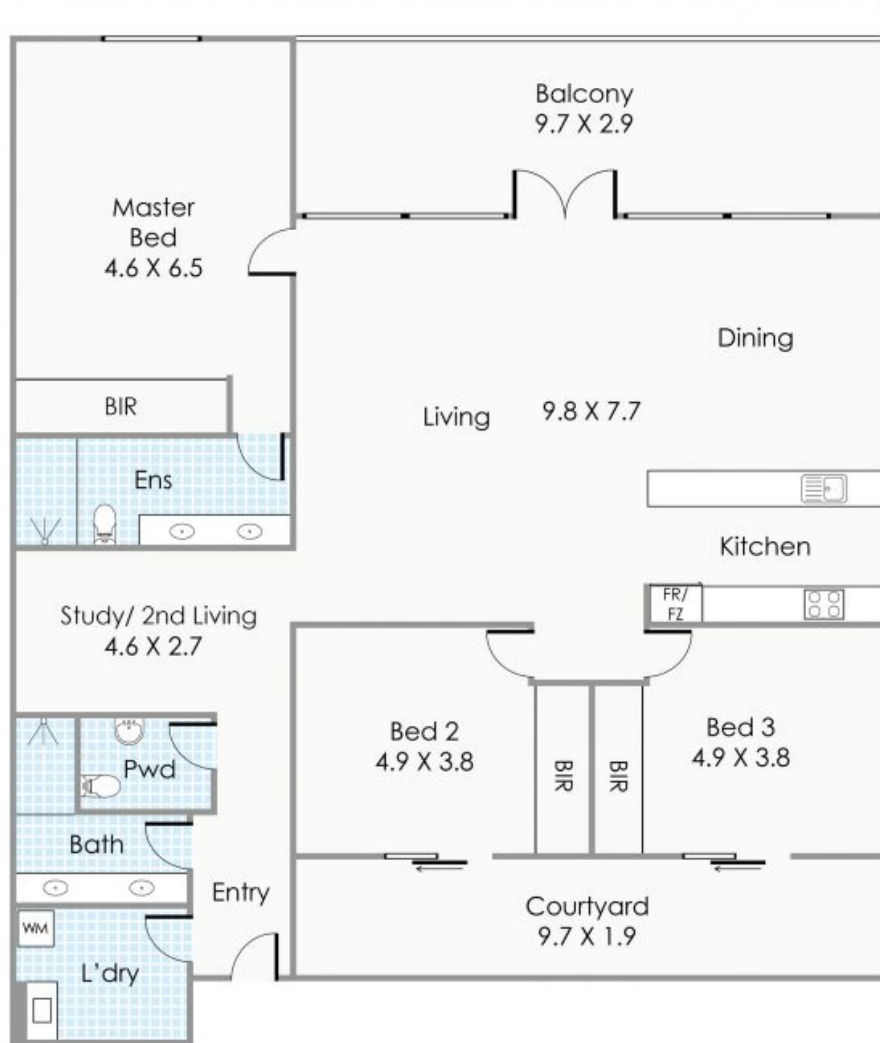 Balcony
9.7 X 2.9
Master
Bed
4.6 X 6.5
Dining
BIR
Living
9.8 X 7.7
Ens
Kitchen
FR/
FZ
Study/ 2nd Living
4.6 X 2.7
Bed 2
4.9 X 3.8
BIR
BIR
Bed 3
4.9 X 3.8
Pwd
Bath
Entry
Courtyard
9.7 X 1.9
WM
L'dry